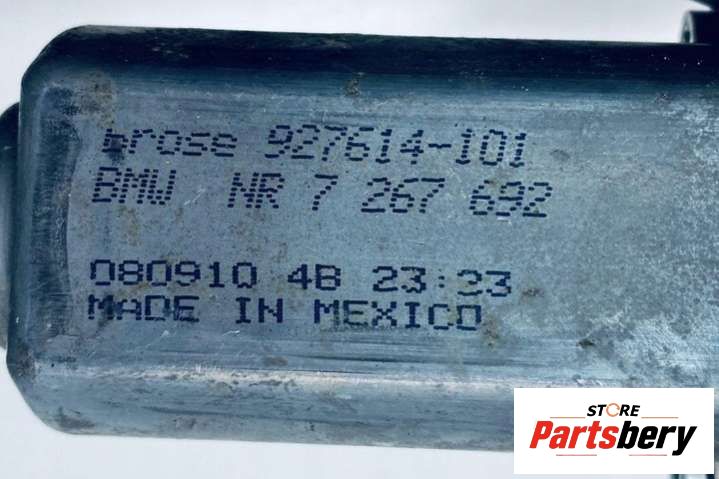 brose 927614-101
BMW NR 7 267 692
080910 4B 23:23
MADE IN MEXICO
STORE
Partsbery